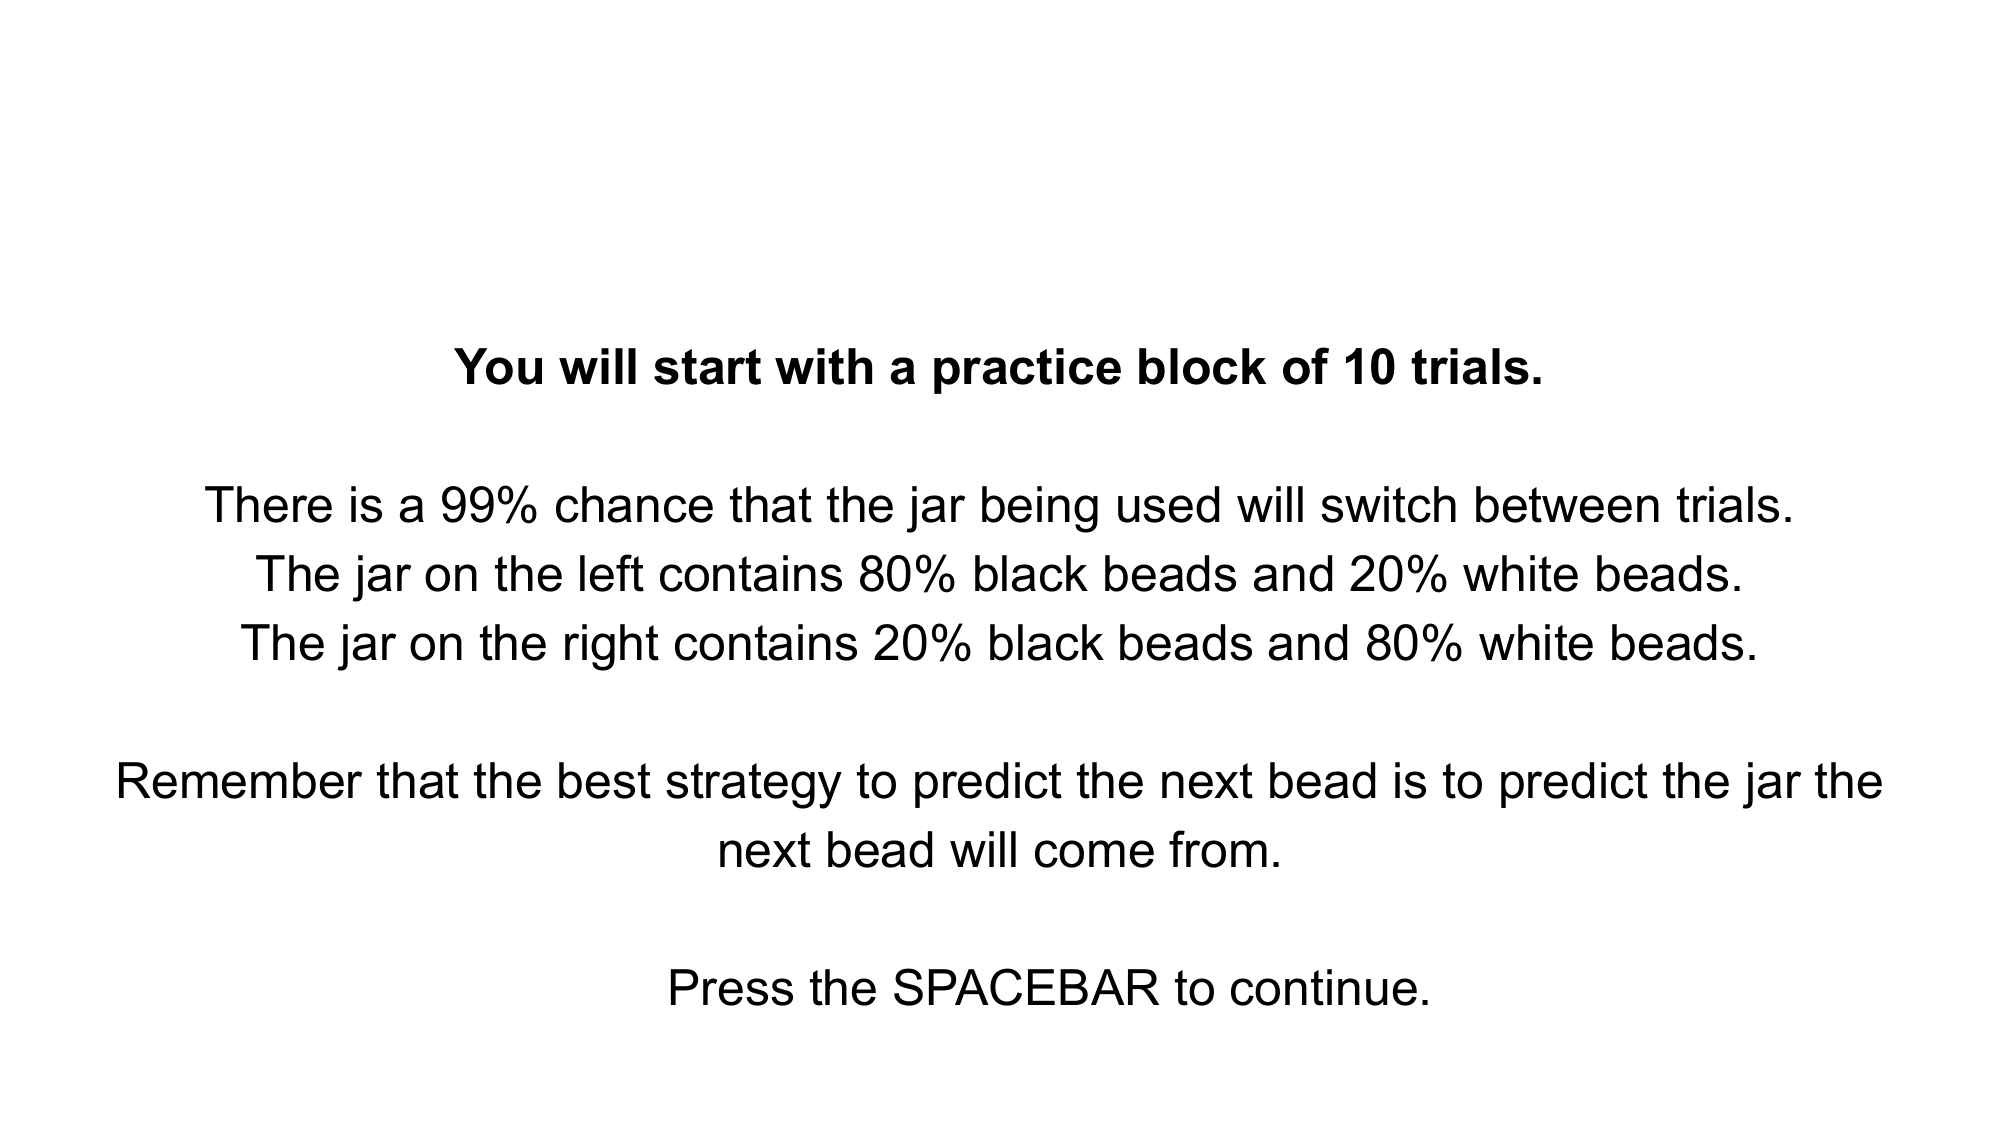 You will start with a practice block of 10 trials.
There is a 99% chance that the jar being used will switch between trials.
The jar on the left contains 80% black beads and 20% white beads.
The jar on the right contains 20% black beads and 80% white beads.
Remember that the best strategy to predict the next bead is to predict the jar the
next bead will come from.
Press the SPACEBAR to continue.